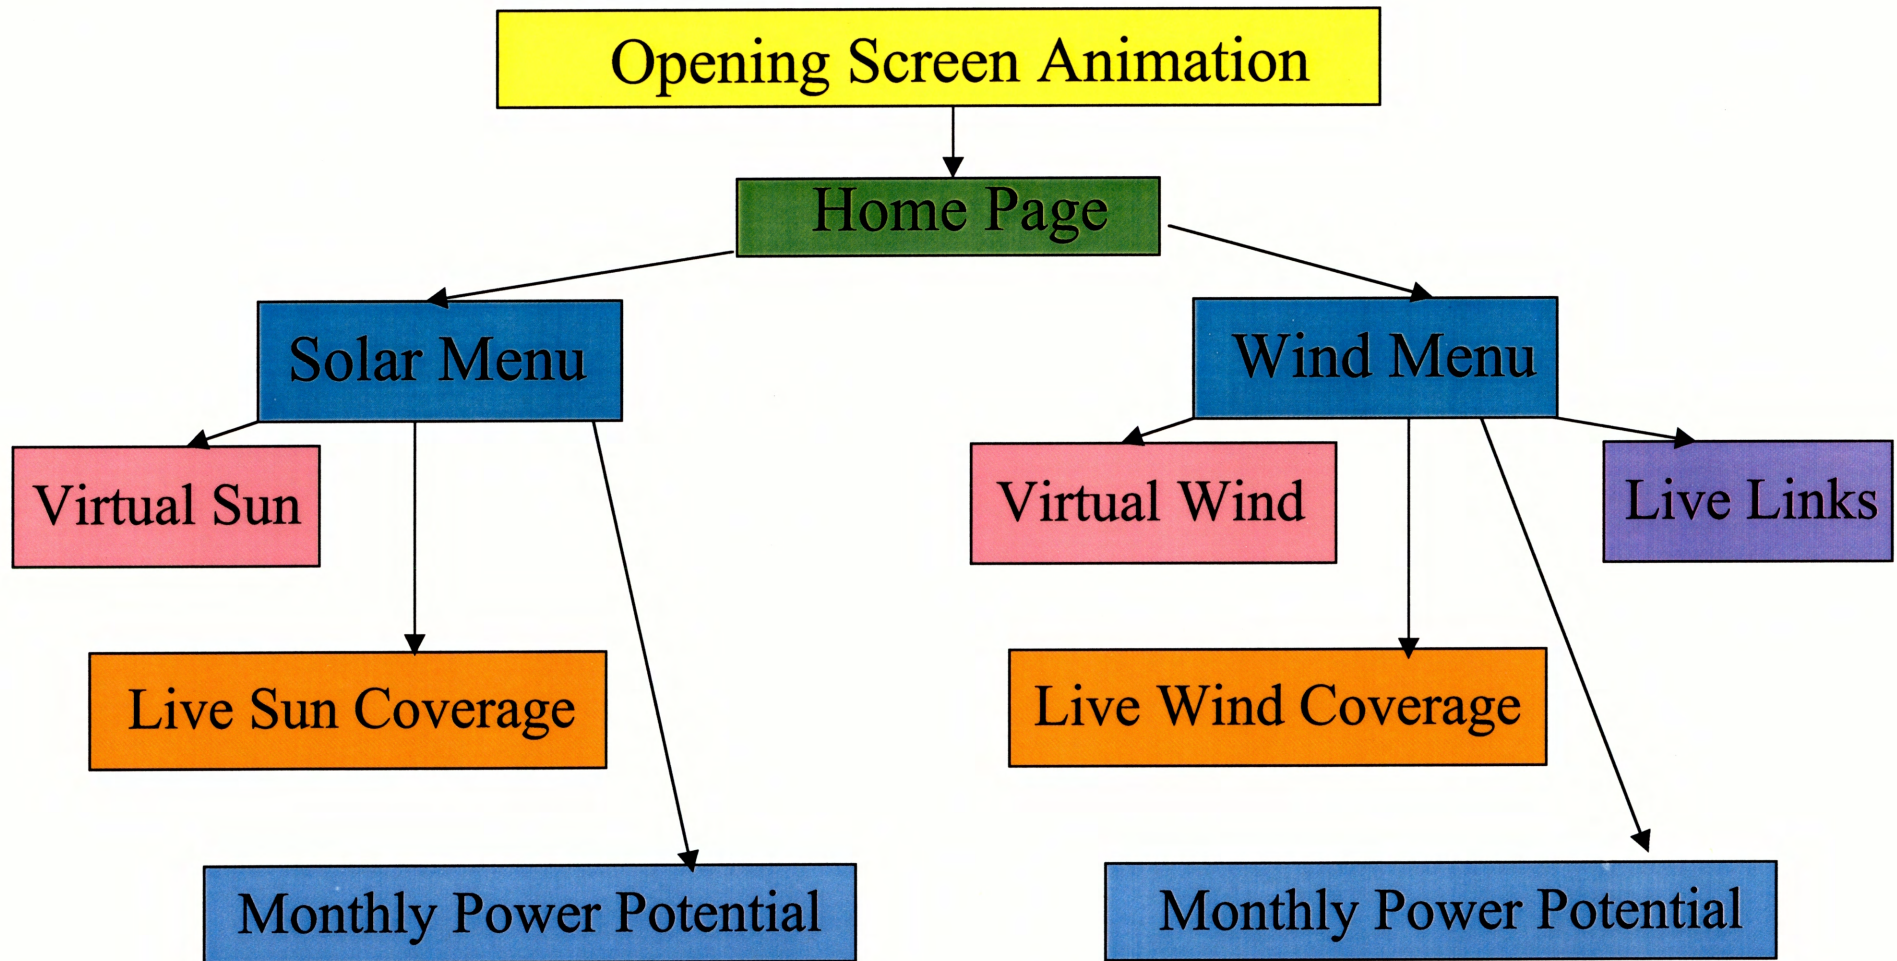 Opening Screen Animation
Home Page
Solar Menu
Wind Menu
Virtual Sun
Virtual Wind
Live Links
Live Sun Coverage
Live Wind Coverage
Monthly Power Potential
Monthly Power Potential